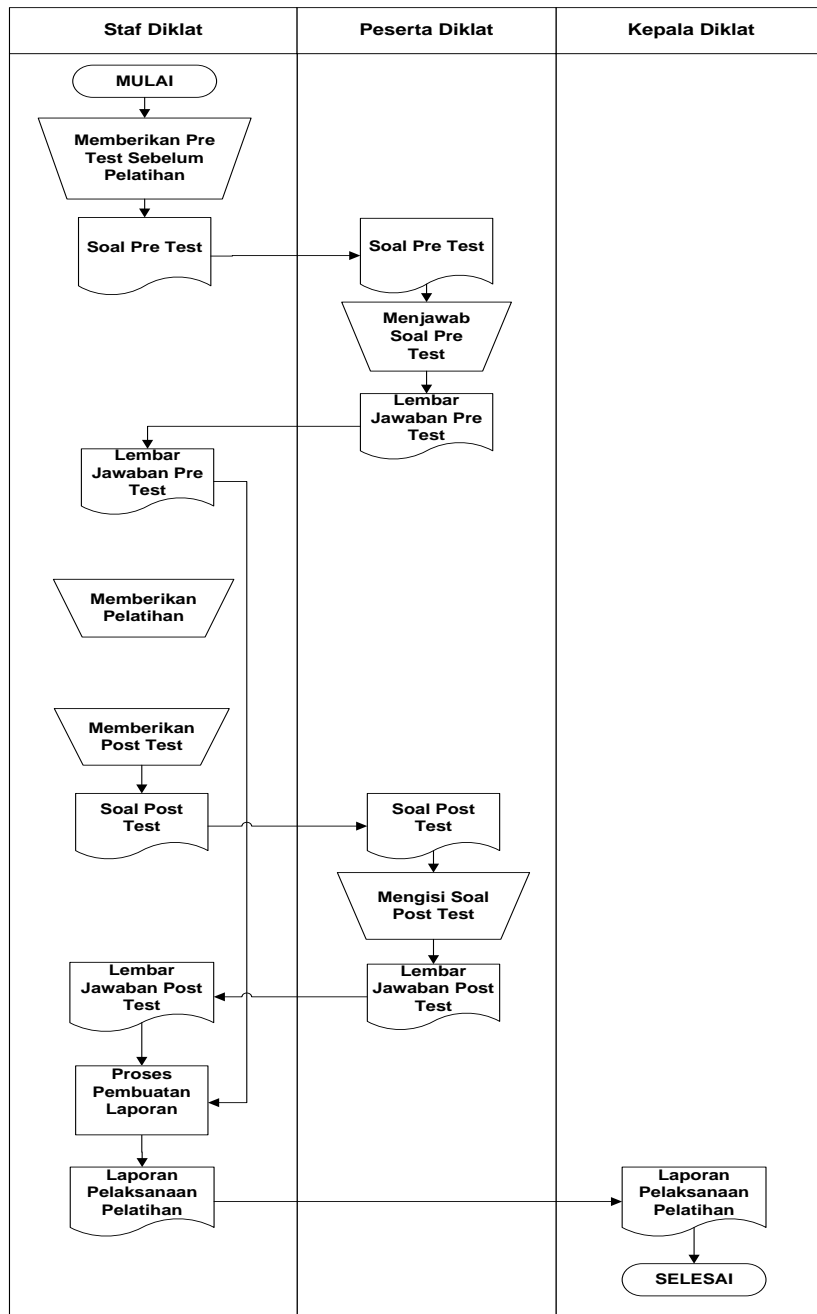 Staf Diklat
Peserta Diklat
Kepala Diklat
MULAI
Memberikan Pre
Test Sebelum
Pelatihan
Soal Pre Test
Soal Pre Test
Menjawab
Soal Pre
Test
Lembar
Jawaban Pre
Test
Lembar
Jawaban Pre
Test
Memberikan
Pelatihan
Memberikan
Post Test
Soal Post
Test
Soal Post
Test
Mengisi Soal
Post Test
Lembar
Jawaban Post
Test
Lembar
Jawaban Post
Test
Proses
Pembuatan
Laporan
Laporan
Pelaksanaan
Pelatihan
Laporan
Pelaksanaan
Pelatihan
SELESAI